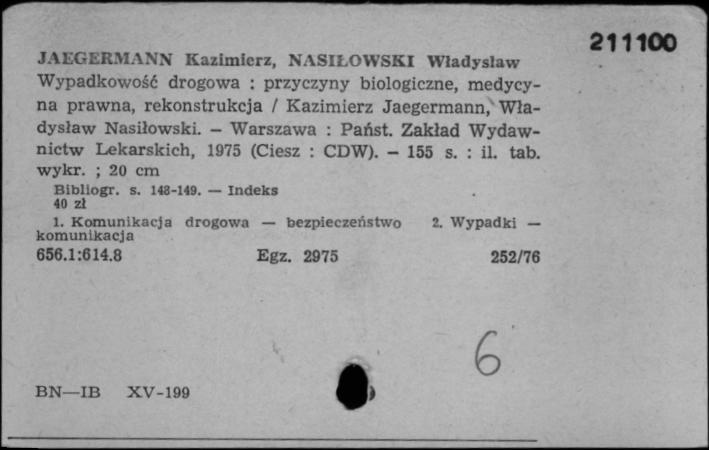 211100
JAEGERMANN Kazimierz, NASIŁOWSKI Władysław
Wypadkowość drogowa : przyczyny biologiczne, medycy-
na prawna, rekonstrukcja / Kazimierz Jaegermann, Wła-
dysław Nasiłowski. — Warszawa : Państ. Zakład Wydaw-
nictw Lekarskich, 1975 (Ciesz : CDW). — 155 s. : il. tab.
wykr. ; 20 cm
Bibliogr. s. 148-149. — Indeks
40 zł
1. Komunikacja drogowa — bezpieczeństwo 2. Wypadki —
komunikacja
656.1:614.8 Egz. 2975 252/76
6
BN—IB XV-199